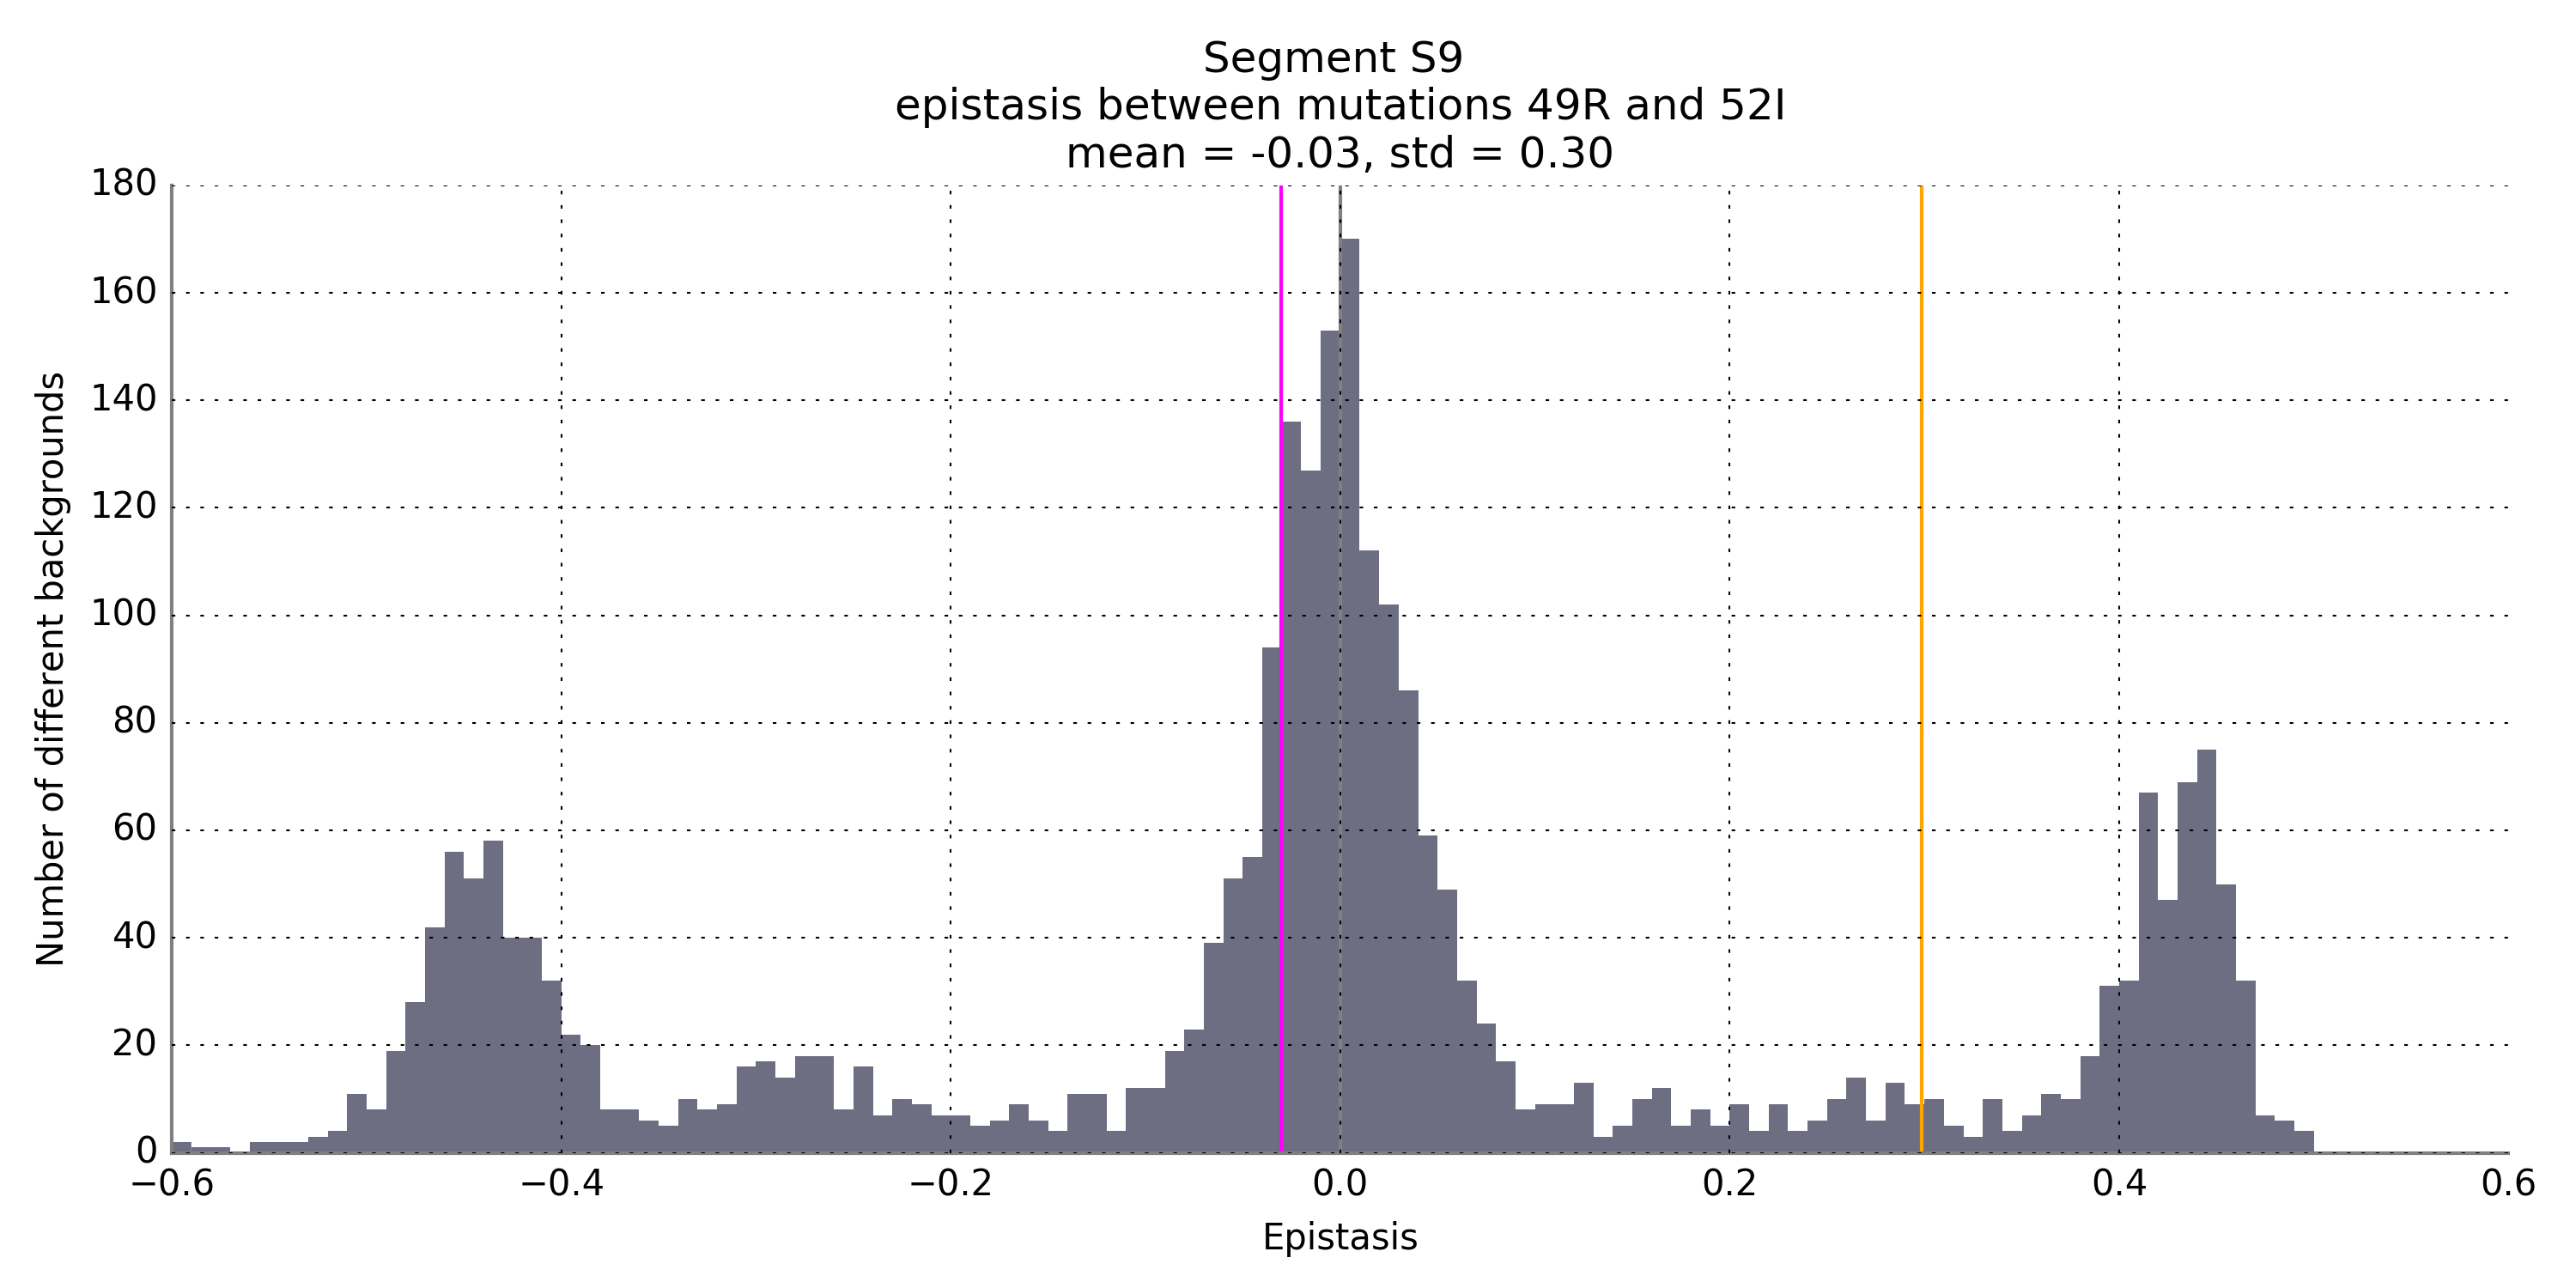 Segment S9
epistasis between mutations 49R and 52I
mean = -0.03, std = 0.30
180
160
140
120
100
80
60
40
20
0
Number of different backgrounds
−0.6 −0.4 −0.2 0.0 0.2 0.4 0.6
Epistasis